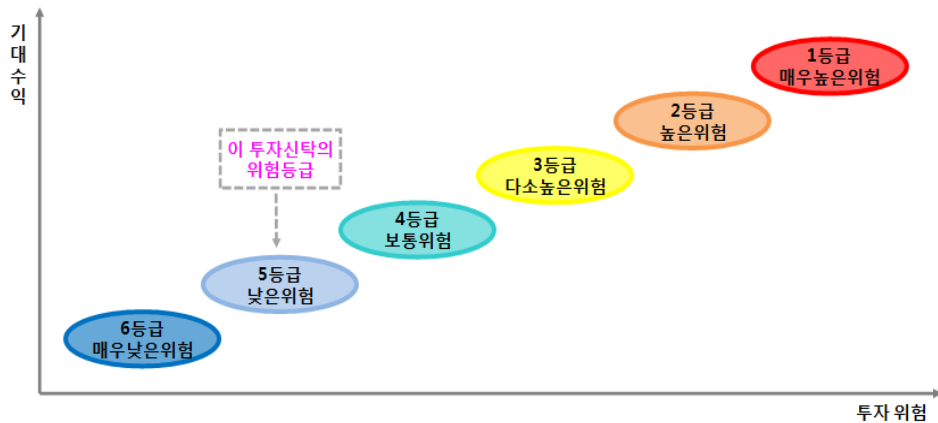 기
대
수
익
1등급
매우높은위험
2등급
높은위험
이 투자신탁의
위험등급
3등급
다소높은위험
4등급
보통위험
5등급
낮은위험
6등급
매우낮은위험
투자 위험